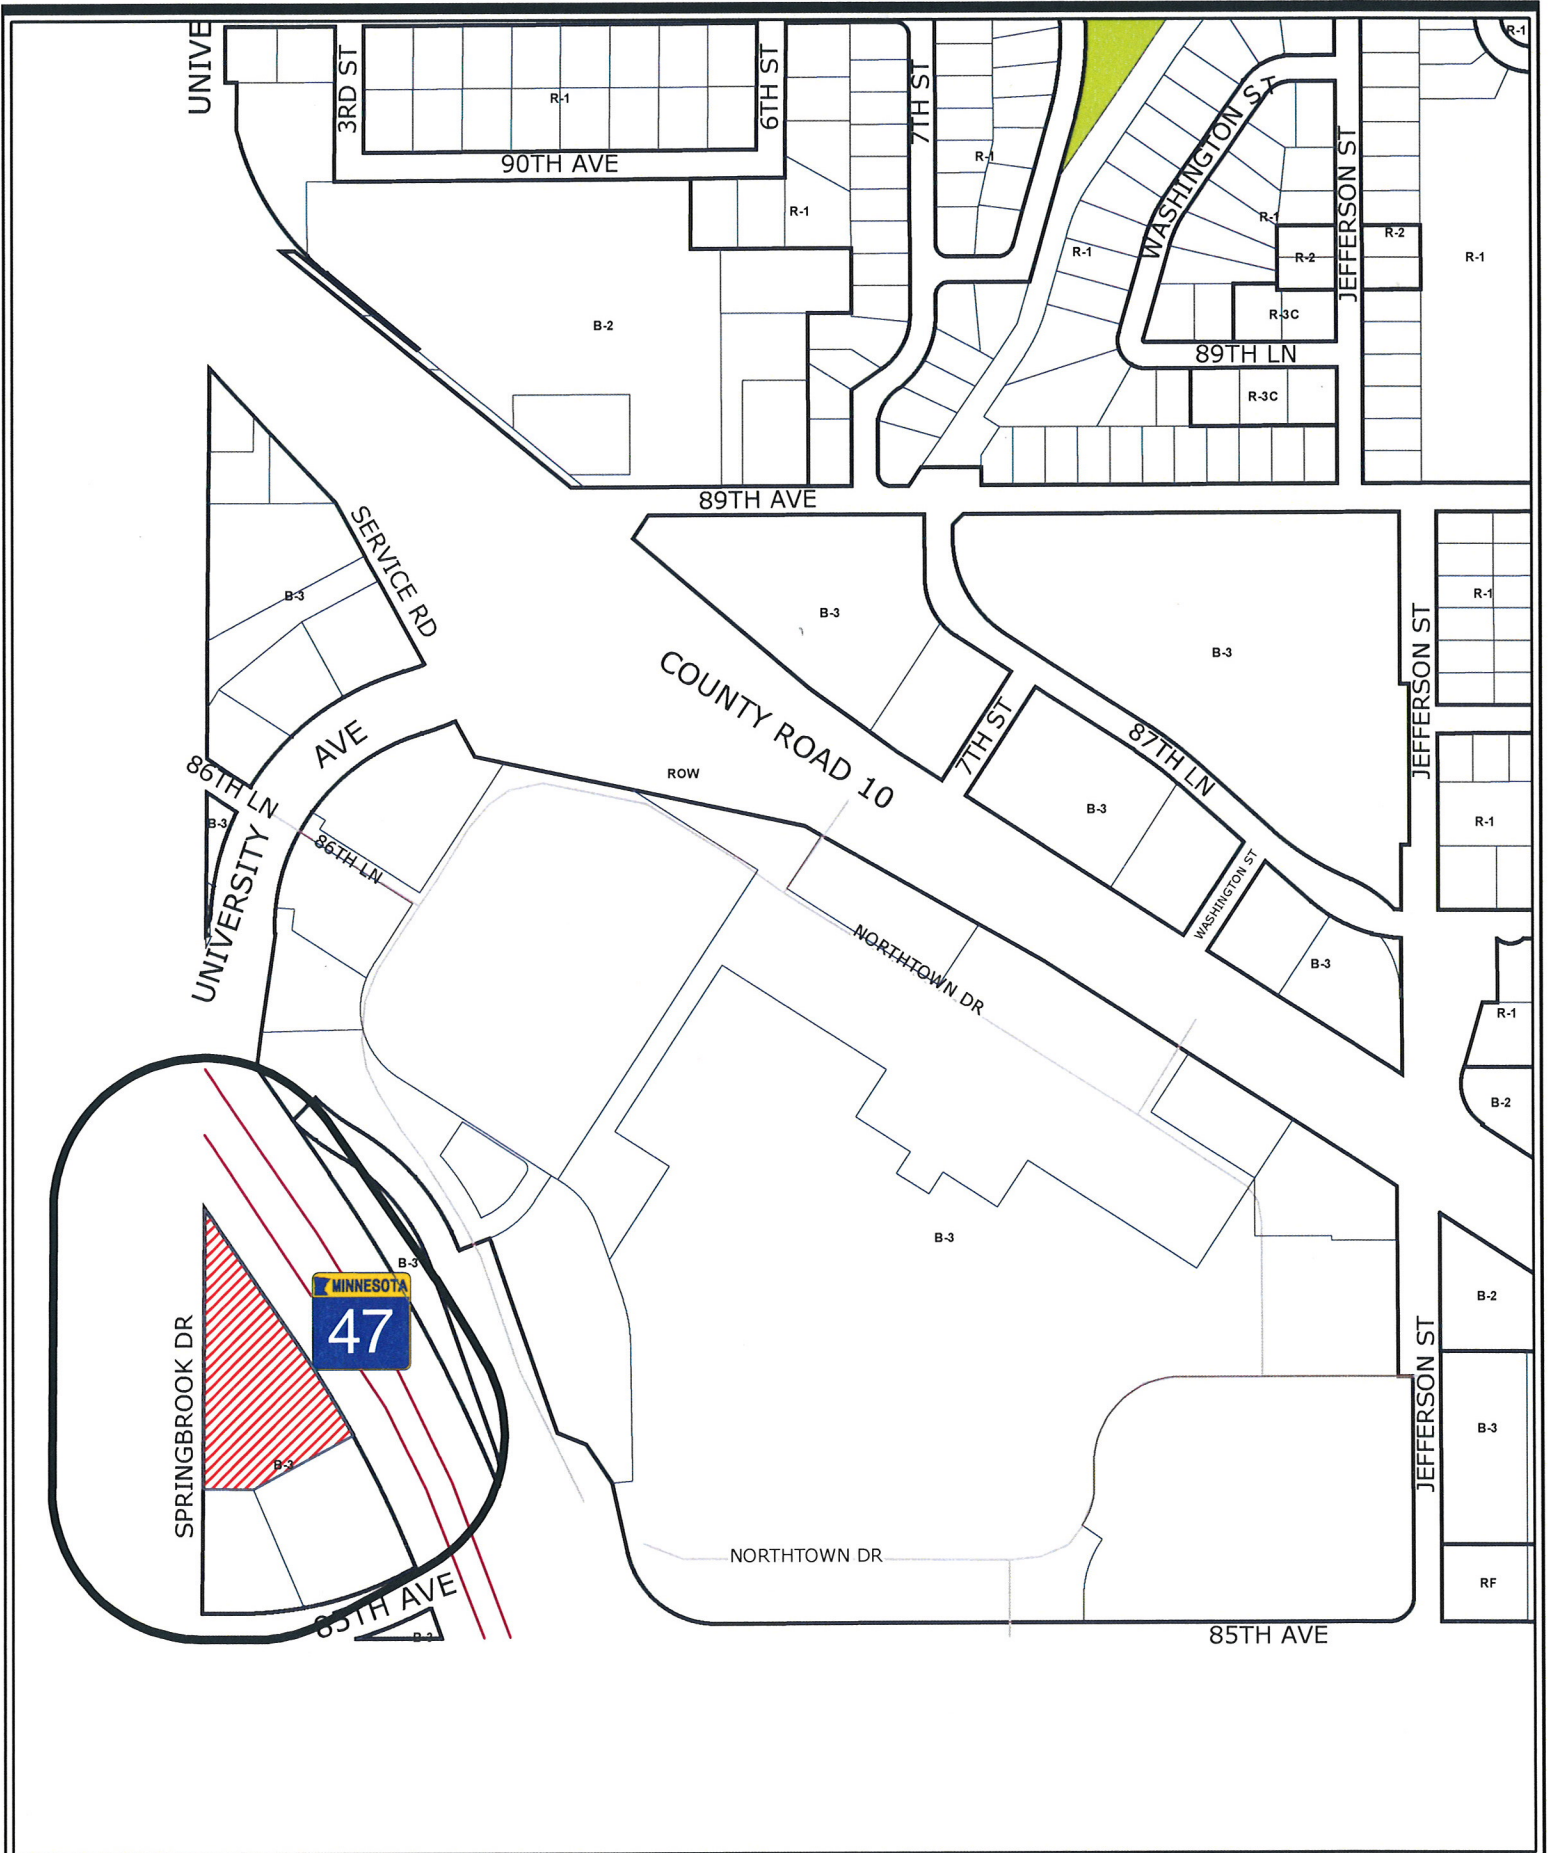 UNIVE
3RD ST
R-1
6TH ST
7TH ST
R-1
R-1
90TH AVE
R-1
WASHINGTON ST
JEFFERSON ST
R-1
R-1
R-2
R-2
R-1
R-3C
B-2
89TH LN
R-3C
89TH AVE
SERVICE RD
B-3
B-3
B-3
R-1
JEFFERSON ST
COUNTY ROAD 10
7TH ST
87TH LN
AVE
86TH LN
ROW
B-3
B-3
R-1
86TH LN
UNIVERSITY
WASHINGTON ST
NORTHTOWN DR
B-3
R-1
B-2
B-3
B-3
MINNESOTA
47
B-2
SPRINGBROOK DR
JEFFERSON ST
B-3
B-3
NORTHTOWN DR
RF
85TH AVE
B-3
85TH AVE